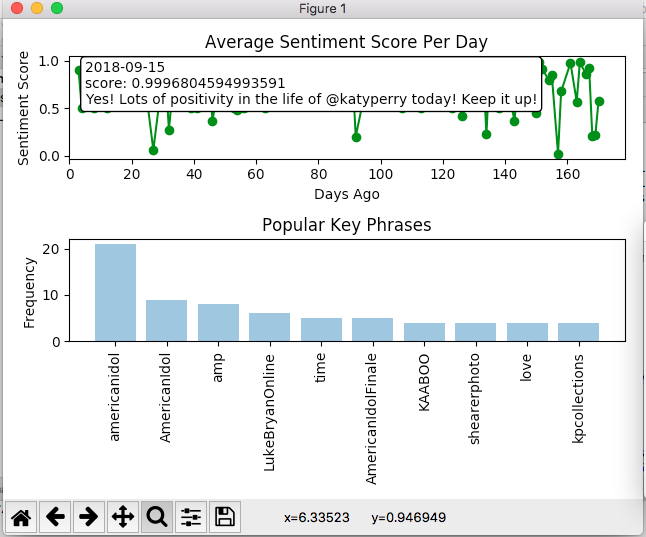 Figure 1
Average Sentiment Score Per Day
Sentiment Score
1.0
0.5
0.0
2018-09-15
score: 0.9996804594993591
Yes! Lots of positivity in the life of @katyperry today! Keep it up!
0 20 40 60 80 100 120 140 160
Days Ago
Popular Key Phrases
Frequency
20
10
0
americanidol
AmericanIdol
amp
LukeBryanOnline
time
AmericanIdolFinale
KAABOO
shearerphoto
love
kpcollections
x=6.33523 y=0.946949